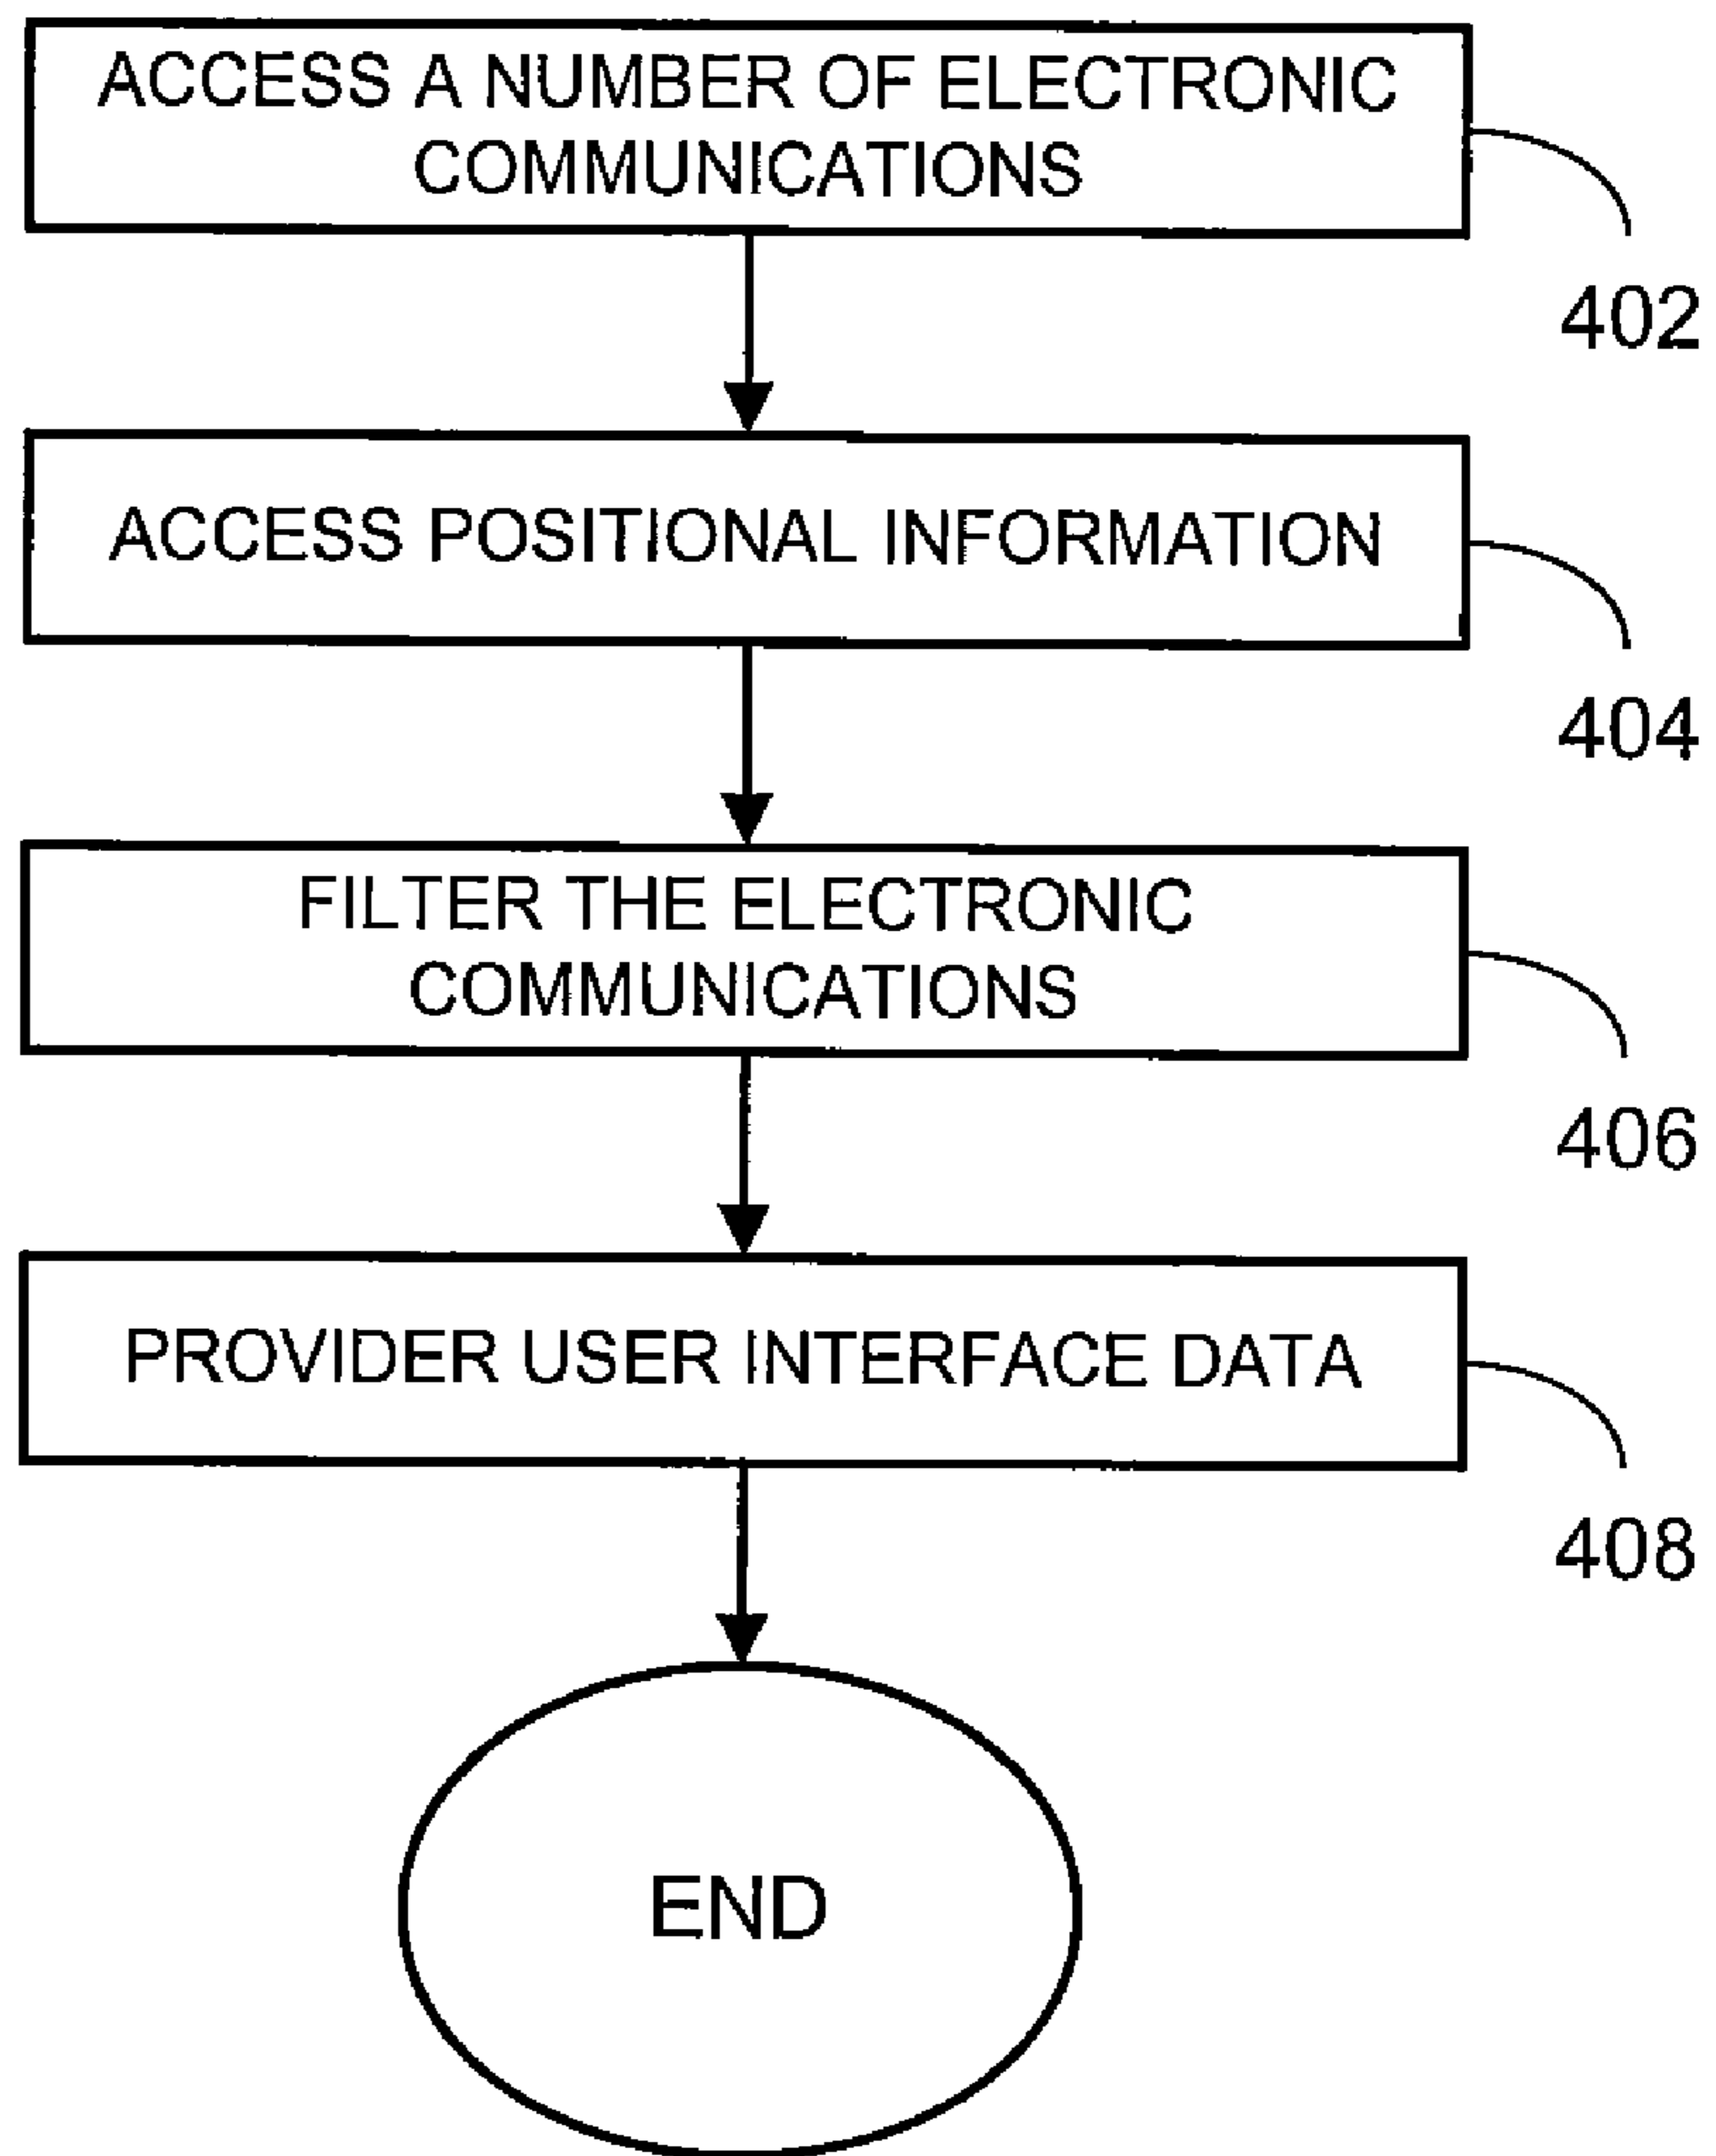 ACCESS A NUMBER OF ELECTRONIC
COMMUNICATIONS
402
ACCESS POSITIONAL INFORMATION
404
FILTER THE ELECTRONIC
COMMUNICATIONS
406
PROVIDER USER INTERFACE DATA
408
END